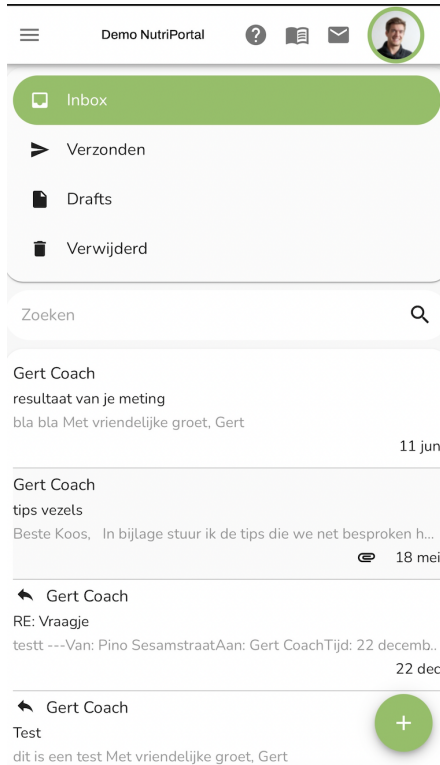 Demo NutriPortal
Inbox
Verzonden
Drafts
Verwijderd
Zoeken
Gert Coach
resultaat van je meting
bla bla Met vriendelijke groet, Gert
11 jun
Gert Coach
tips vezels
Beste Koos, In bijlage stuur ik de tips die we net besproken h...
18 mei
Gert Coach
RE: Vraagje
testt ---Van: Pino SesamstraatAan: Gert CoachTijd: 22 decemb..
22 dec
Gert Coach
Test
dit is een test Met vriendelijke groet, Gert